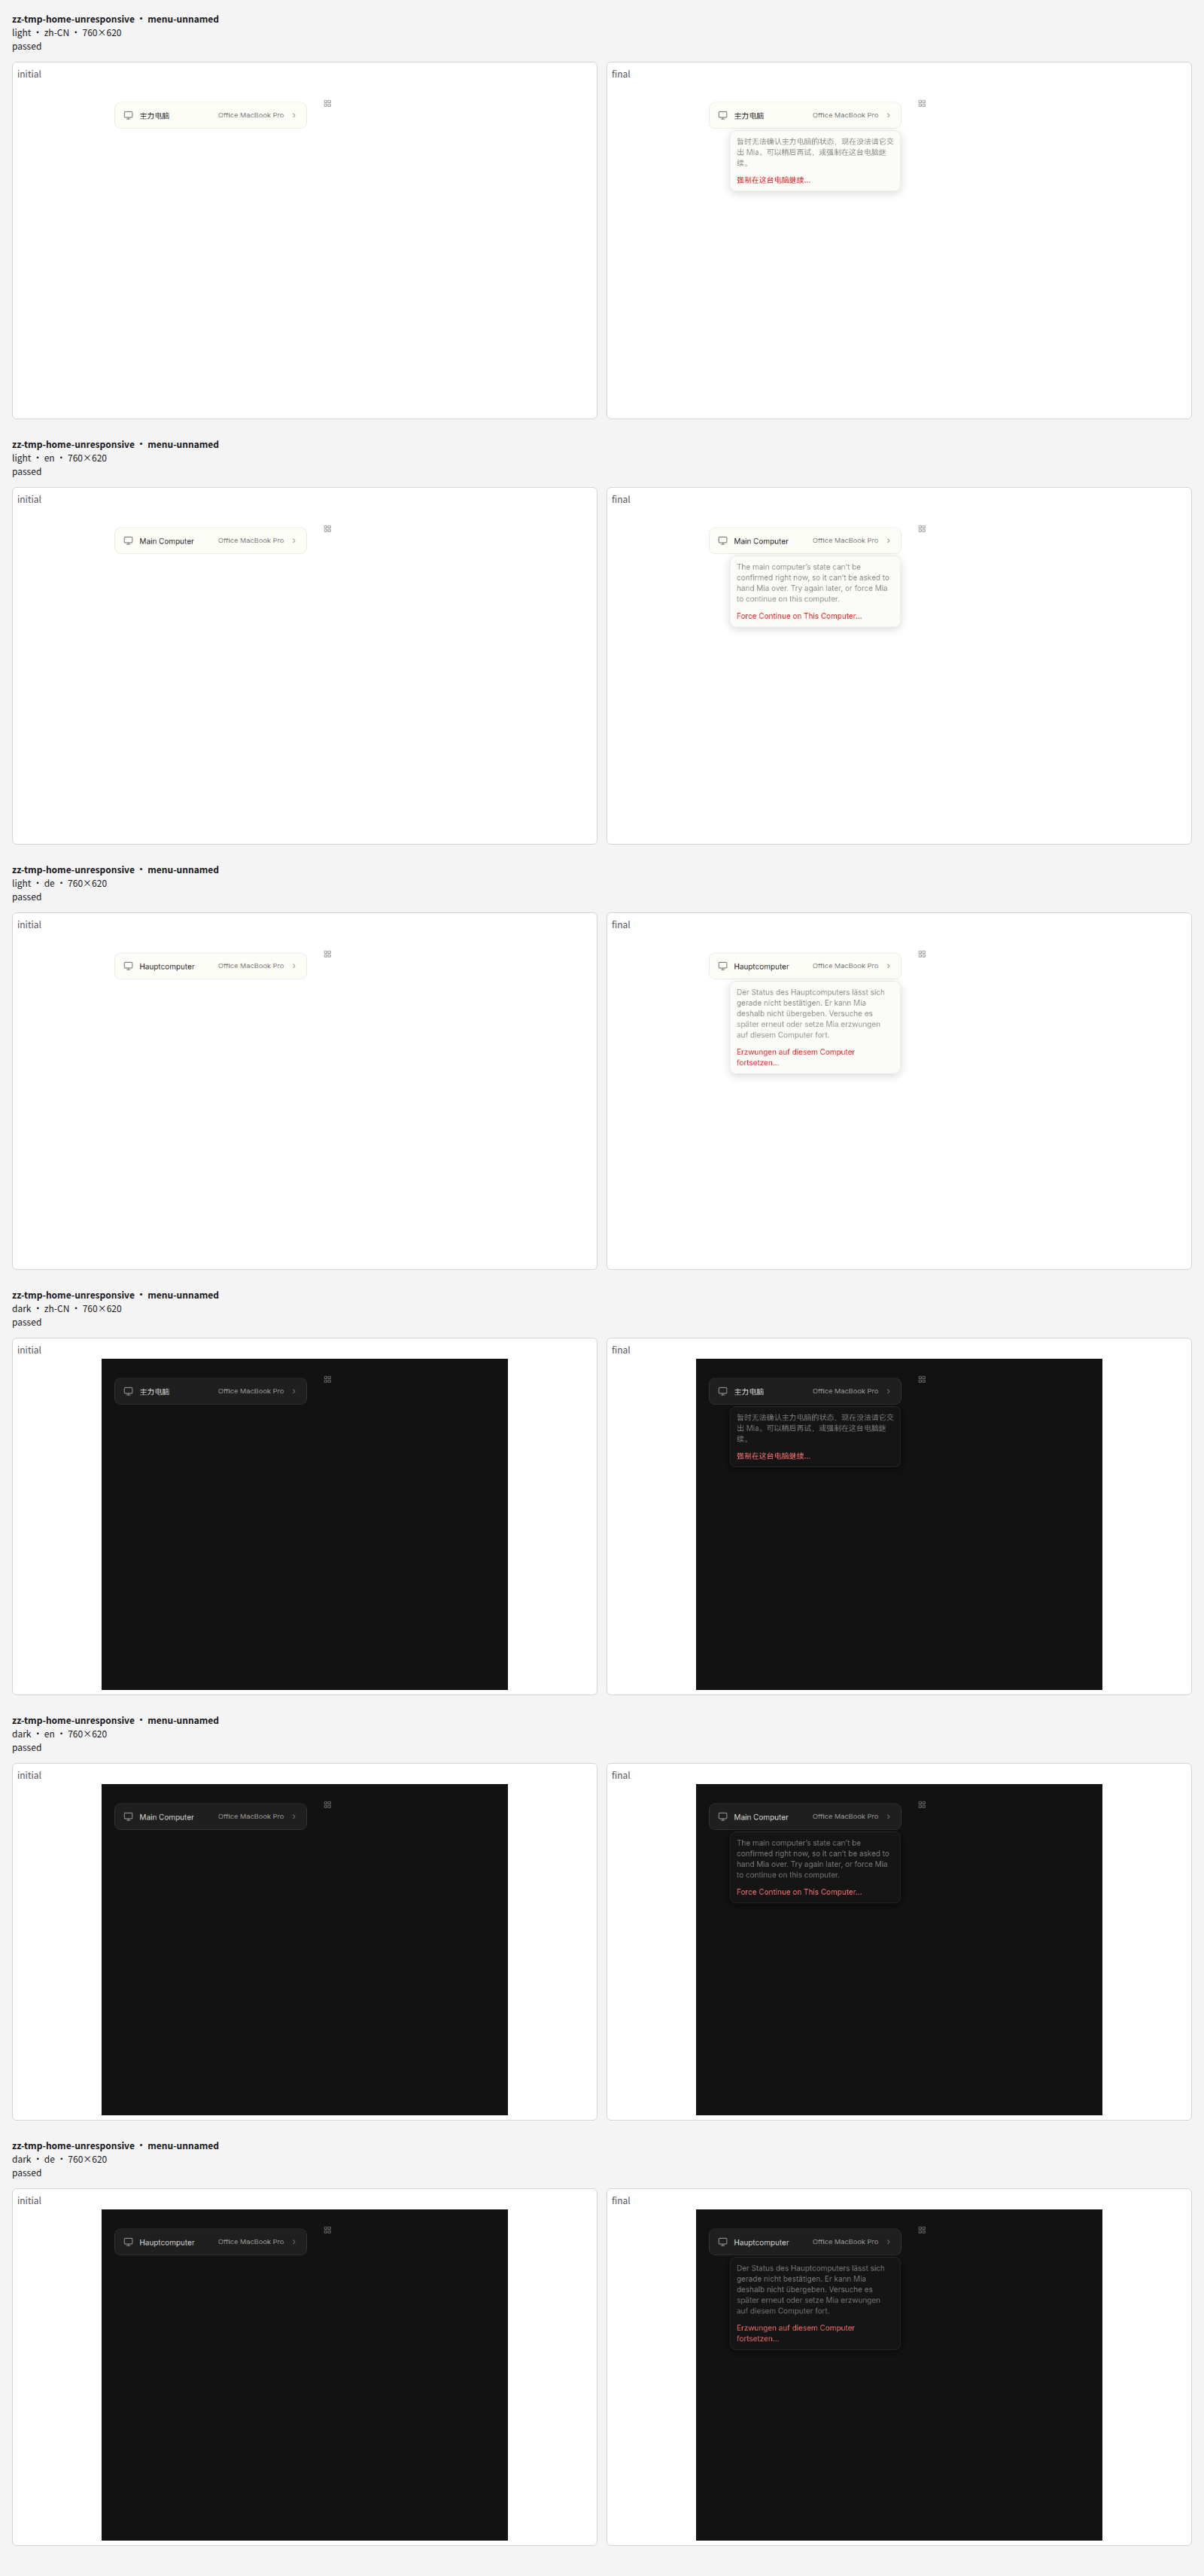 zz-tmp-home-unresponsive • menu-unnamed
light • zh-CN • 760×620
passed
initial
主力电脑 Office MacBook Pro
final
主力电脑 Office MacBook Pro
暂时无法确认主力电脑的状态，现在没法请它交
出 Mia。可以稍后再试，或强制在这台电脑继
续。
强制在这台电脑继续...
zz-tmp-home-unresponsive • menu-unnamed
light • en • 760×620
passed
initial
Main Computer Office MacBook Pro
final
Main Computer Office MacBook Pro
The main computer's state can't be
confirmed right now, so it can't be asked to
hand Mia over. Try again later, or force Mia
to continue on this computer.
Force Continue on This Computer...
zz-tmp-home-unresponsive • menu-unnamed
light • de • 760×620
passed
initial
Hauptcomputer Office MacBook Pro
final
Hauptcomputer Office MacBook Pro
Der Status des Hauptcomputers lässt sich
gerade nicht bestätigen. Er kann Mia
deshalb nicht übergeben. Versuche es
später erneut oder setze Mia erzwungen
auf diesem Computer fort.
Erzwungen auf diesem Computer
fortsetzen...
zz-tmp-home-unresponsive • menu-unnamed
dark • zh-CN • 760×620
passed
initial
主力电脑 Office MacBook Pro
final
主力电脑 Office MacBook Pro
暂时无法确认主力电脑的状态，现在没法请它交
出 Mia。可以稍后再试，或强制在这台电脑继
续。
强制在这台电脑继续...
zz-tmp-home-unresponsive • menu-unnamed
dark • en • 760×620
passed
initial
Main Computer Office MacBook Pro
final
Main Computer Office MacBook Pro
The main computer's state can't be
confirmed right now, so it can't be asked to
hand Mia over. Try again later, or force Mia
to continue on this computer.
Force Continue on This Computer...
zz-tmp-home-unresponsive • menu-unnamed
dark • de • 760×620
passed
initial
Hauptcomputer Office MacBook Pro
final
Hauptcomputer Office MacBook Pro
Der Status des Hauptcomputers lässt sich
gerade nicht bestätigen. Er kann Mia
deshalb nicht übergeben. Versuche es
später erneut oder setze Mia erzwungen
auf diesem Computer fort.
Erzwungen auf diesem Computer
fortsetzen...